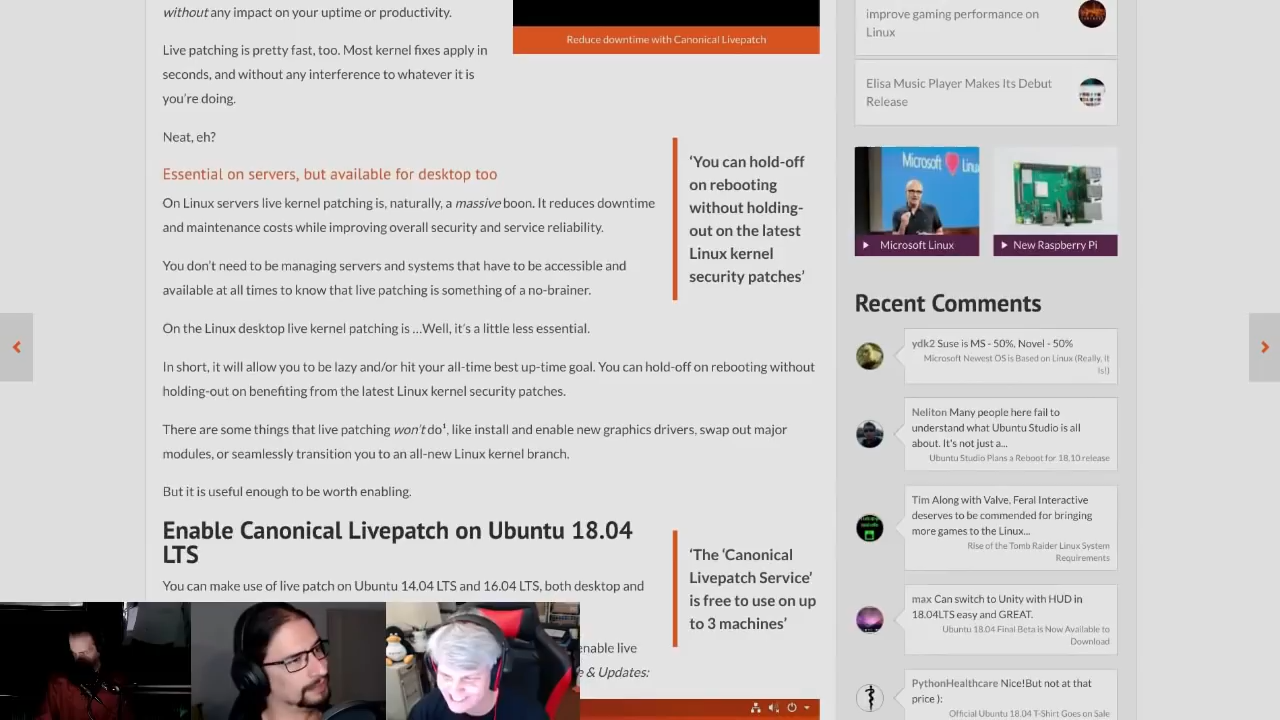 without any impact on your uptime or productivity.
Live patching is pretty fast, too. Most kernel fixes apply in
seconds, and without any interference to whatever it is
you're doing.
Neat, eh?
Reduce downtime with Canonical Livepatch
Essential on servers, but available for desktop too
On Linux servers live kernel patching is, naturally, a massive boon. It reduces downtime
and maintenance costs while improving overall security and service reliability.
You don't need to be managing servers and systems that have to be accessible and
available at all times to know that live patching is something of a no-brainer.
On the Linux desktop live kernel patching is …Well, it's a little less essential.
‘You can hold-off
on rebooting
without holding-
out on the latest
Linux kernel
security patches’
In short, it will allow you to be lazy and/or hit your all-time best up-time goal. You can hold-off on rebooting without
holding-out on benefiting from the latest Linux kernel security patches.
There are some things that live patching won't do¹, like install and enable new graphics drivers, swap out major
modules, or seamlessly transition you to an all-new Linux kernel branch.
But it is useful enough to be worth enabling.
Enable Canonical Livepatch on Ubuntu 18.04
LTS
You can make use of live patch on Ubuntu 14.04 LTS and 16.04 LTS, both desktop and
enable live
& Updates:
‘The ‘Canonical
Livepatch Service’
is free to use on up
to 3 machines’
improve gaming performance on
Linux
Elisa Music Player Makes Its Debut
Release
Microsoft Linux
Microsoft Linux
New Raspberry Pi
Recent Comments
ydk2 Suse is MS - 50%, Novel - 50%
Microsoft Newest OS is Based on Linux (Really, It
Is!)
Neliton Many people here fail to
understand what Ubuntu Studio is all
about. It's not just a...
Ubuntu Studio Plans a Reboot for 18.10 release
Tim Along with Valve, Feral Interactive
deserves to be commended for bringing
more games to the Linux...
Rise of the Tomb Raider Linux System
Requirements
max Can switch to Unity with HUD in
18.04LTS easy and GREAT.
Ubuntu 18.04 Final Beta is Now Available to
Download
PythonHealthcare Nice!But not at that
price ):
Official Ubuntu 18.04 T-Shirt Goes on Sale